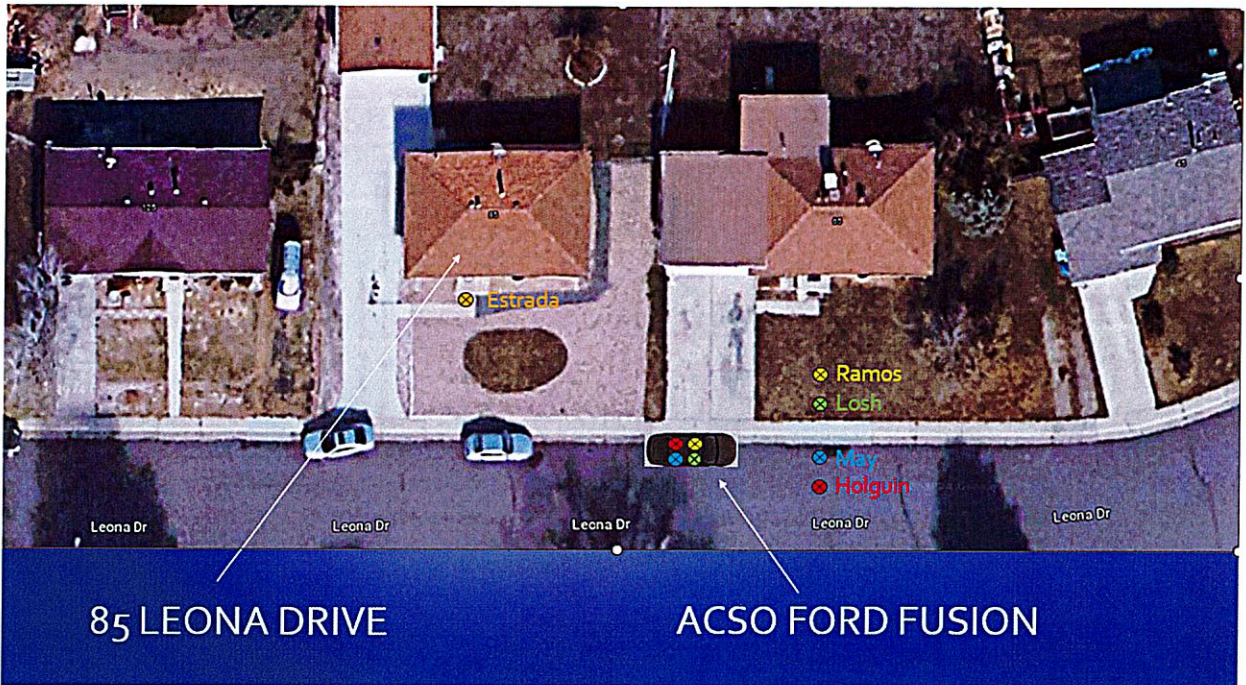 Estrada
Ramos
Losh
May
Holguin
Leona Dr
Leona Dr
Leona Dr
Leona Dr
Leona Dr
85 LEONA DRIVE
ACSO FORD FUSION